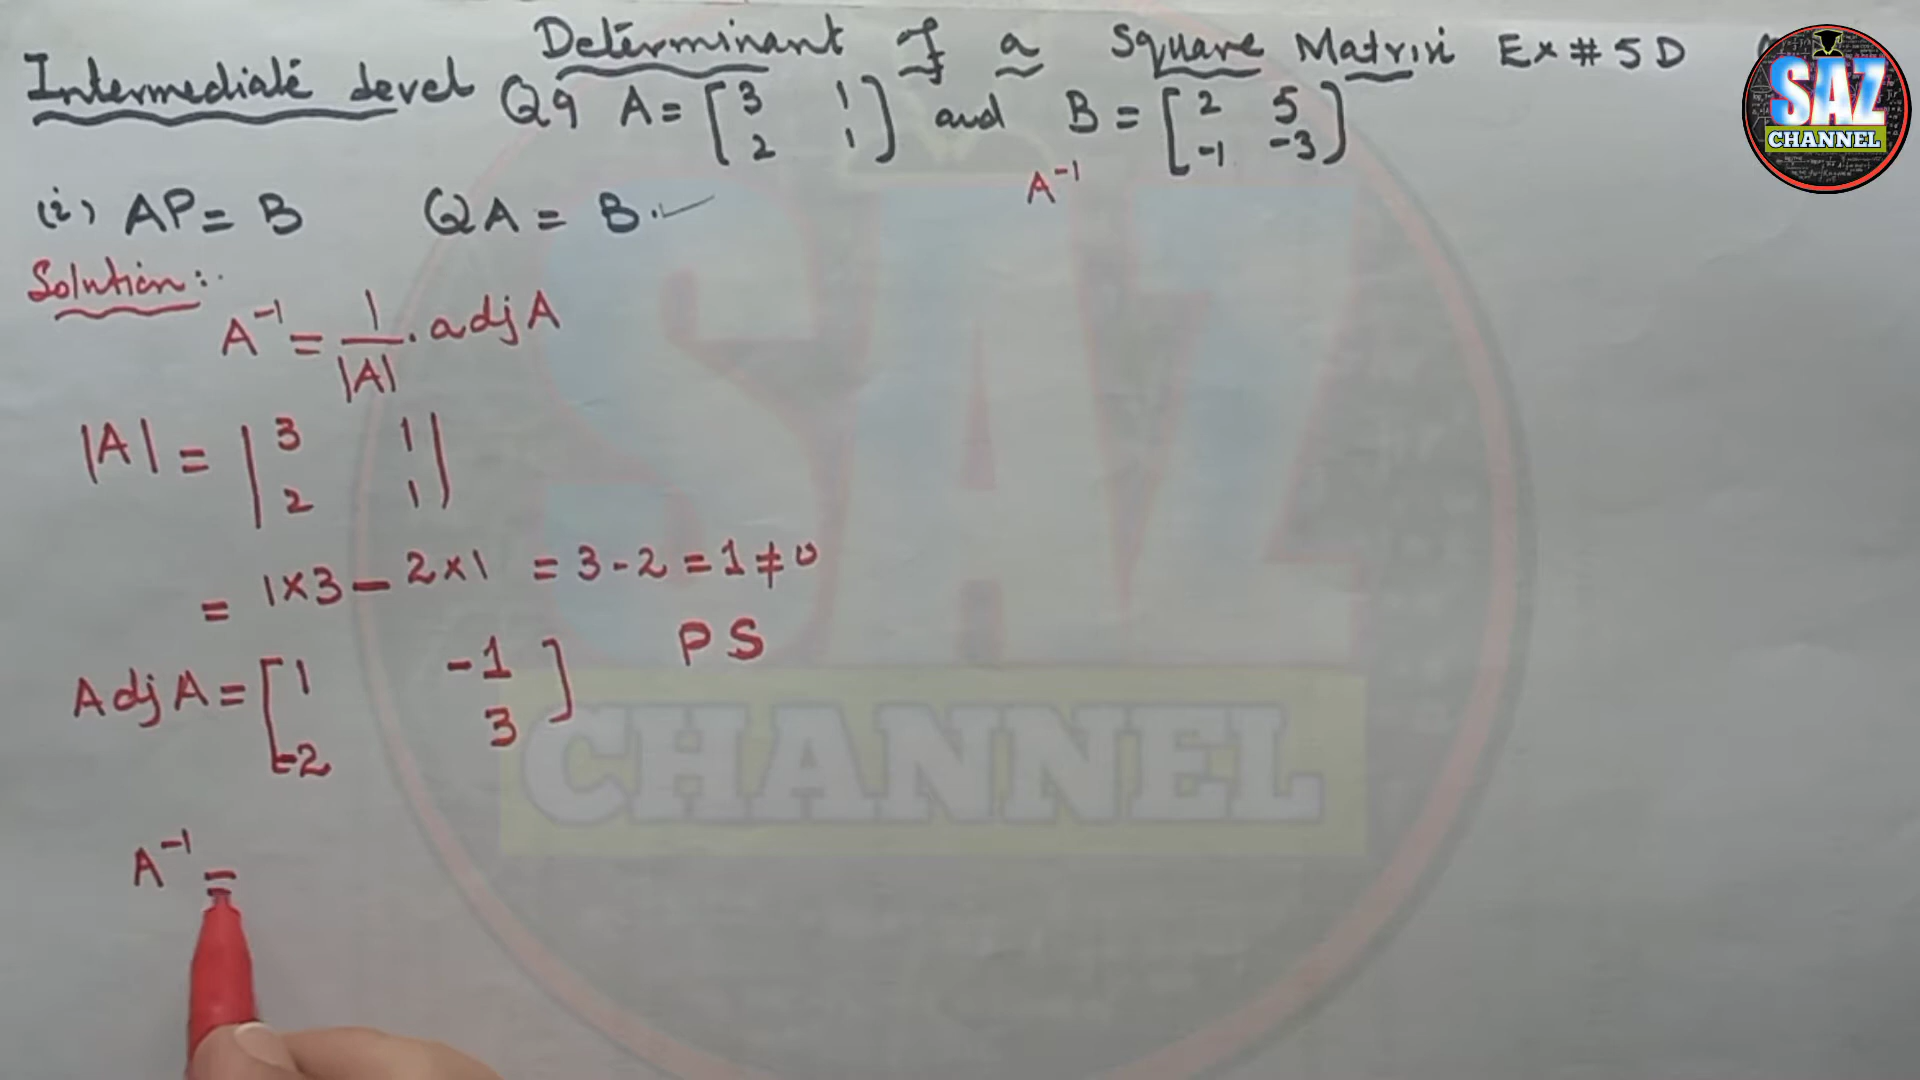 Determinant of a Square Matrix Ex # 5D
Intermediate Level Q9 A = [3 1 and B = [2 5
2 1] -1 -3]
A⁻¹
(i) AP = B QA = B.
Solution:
A⁻¹ = 1/|A| . adj A
|A| = |3 1|
2 1
= 1×3 - 2×1 = 3-2 = 1 ≠ 0
Adj A = [1 -1] PS
-2 3
A⁻¹ =
SAZ
CHANNEL
SAZ
CHANNEL